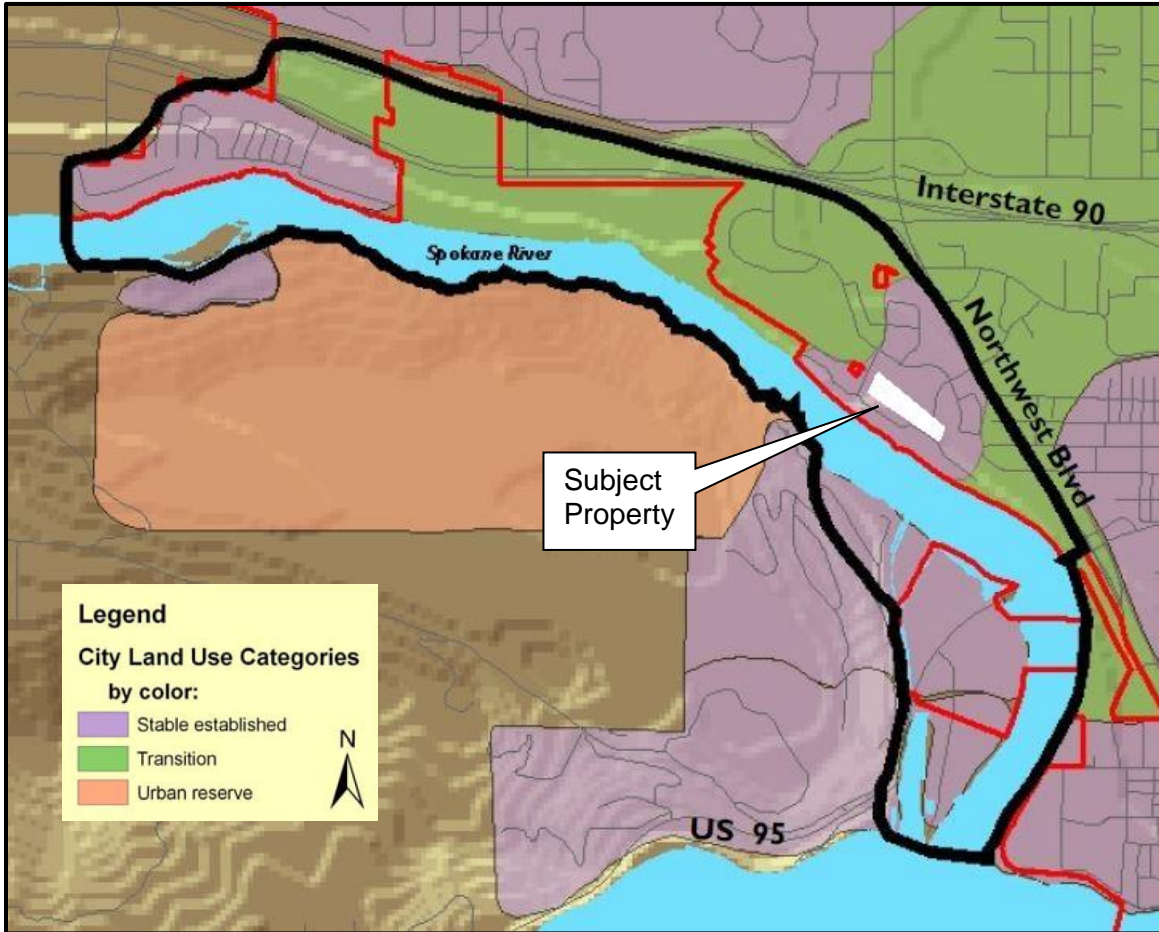 Interstate 90
Spokane River
Northwest Blvd
Subject
Property
Legend
City Land Use Categories
by color:
Stable established
Transition
Urban reserve
N
US 95